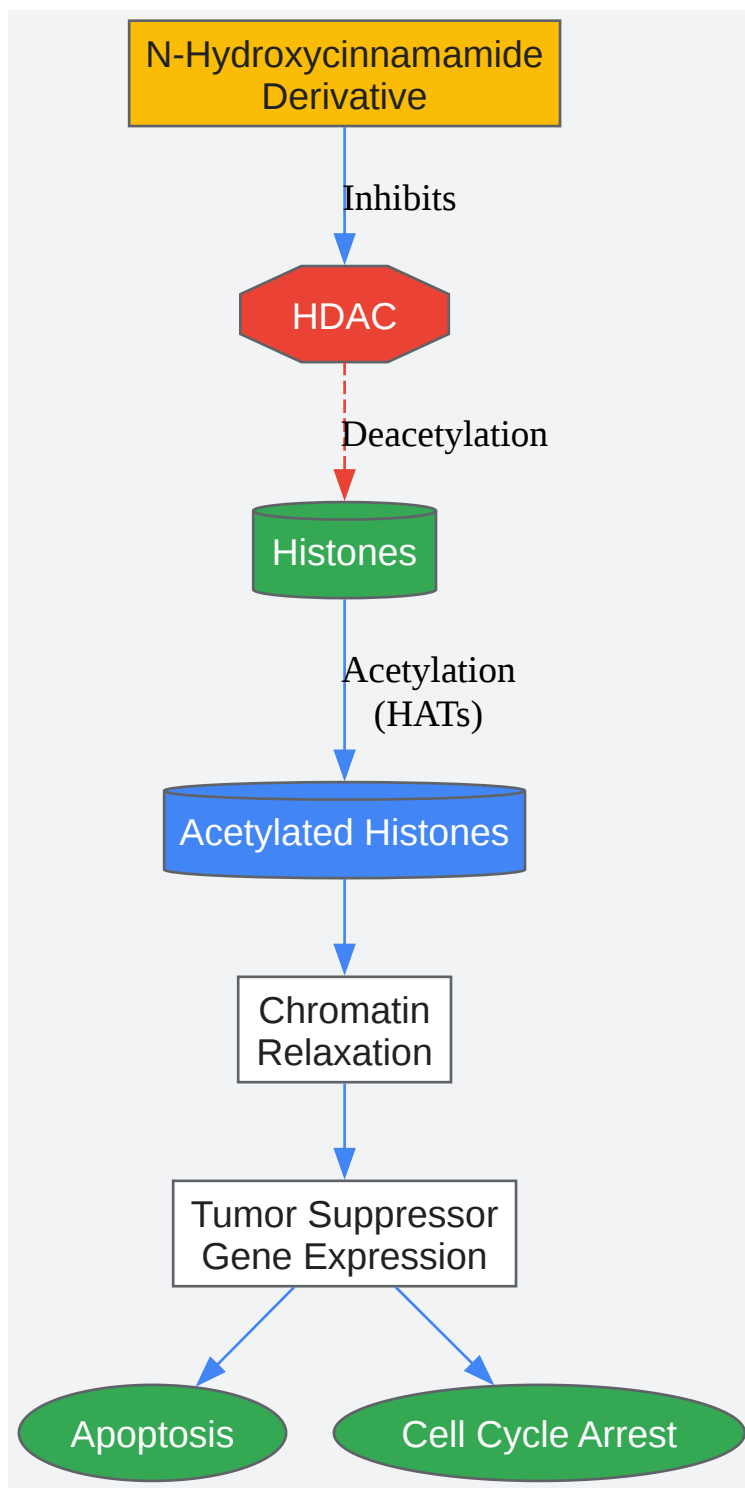 N-Hydroxycinnamamide
Derivative
Inhibits
HDAC
Deacetylation
Histones
Acetylation
(HATs)
Acetylated Histones
Chromatin
Relaxation
Tumor Suppressor
Gene Expression
Apoptosis
Cell Cycle Arrest